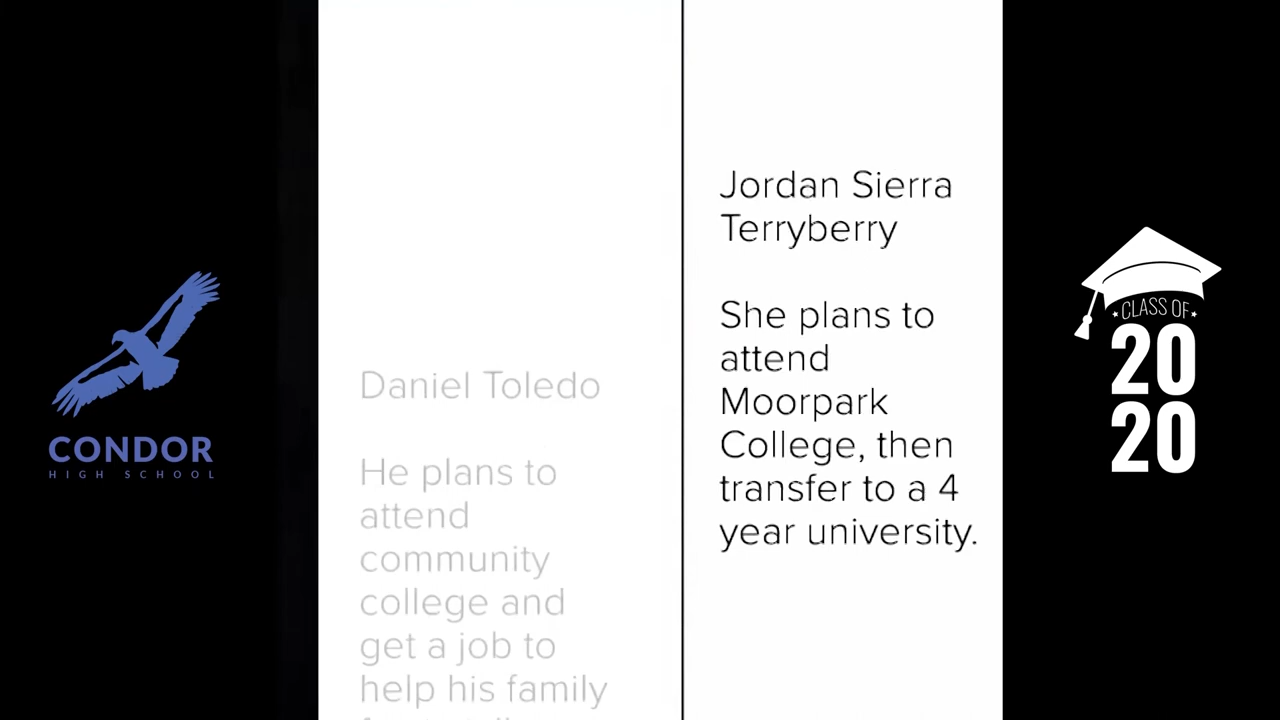 CONDOR
HIGH SCHOOL
Daniel Toledo
He plans to
attend
community
college and
get a job to
help his family
Jordan Sierra
Terryberry
She plans to
attend
Moorpark
College, then
transfer to a 4
year university.
CLASS OF
20
20